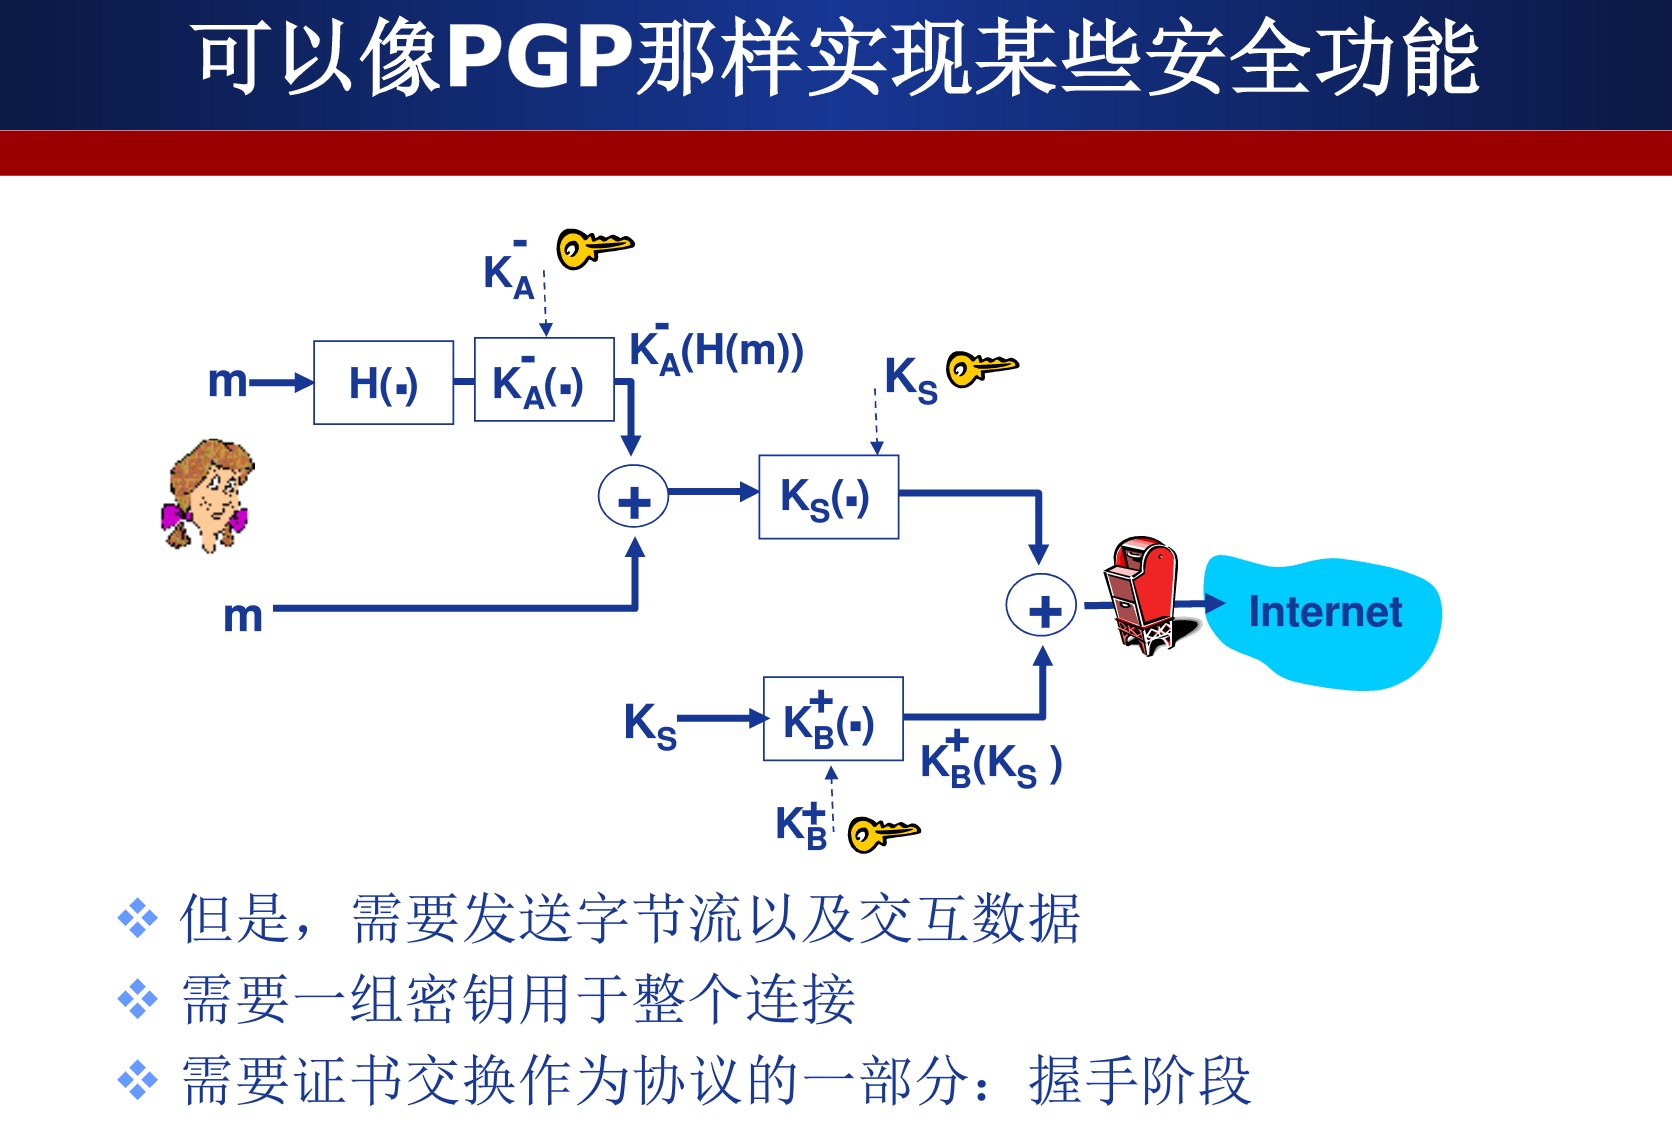 可以像PGP那样实现某些安全功能
K_A^-
m
H(▪)
K_A^-(▪)
K_A^-(H(m))
K_S
+
K_S(▪)
m
+
Internet
K_S
K_B^+(▪)
K_B^+(K_S )
K_B^+
❖ 但是，需要发送字节流以及交互数据
❖ 需要一组密钥用于整个连接
❖ 需要证书交换作为协议的一部分：握手阶段